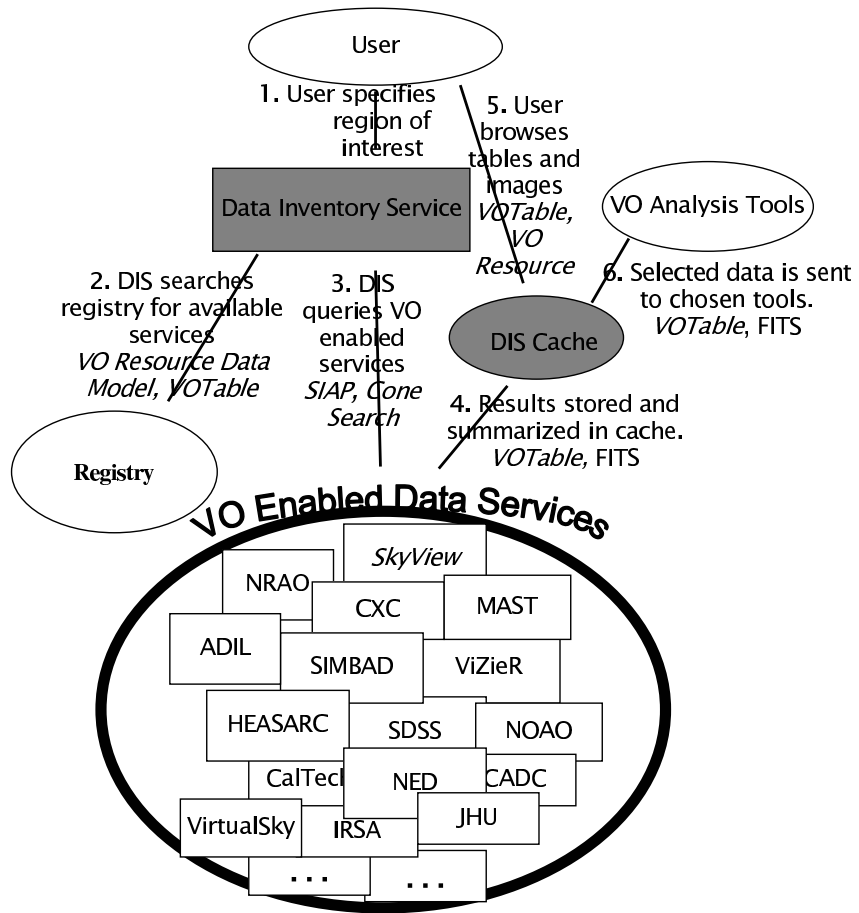 User
1. User specifies
region of
interest
5. User
browses
tables and
images
VOTable,
VO
Resource
Data Inventory Service
VO Analysis Tools
2. DIS searches
registry for available
services
VO Resource Data
Model, VOTable
3. DIS
queries VO
enabled
services
SIAP, Cone
Search
6. Selected data is sent
to chosen tools.
VOTable, FITS
DIS Cache
4. Results stored and
summarized in cache.
VOTable, FITS
Registry
VO Enabled Data Services
SkyView
NRAO
CXC
MAST
ADIL
SIMBAD
ViZieR
HEASARC
SDSS
NOAO
CalTech
NED
CADC
VirtualSky
IRSA
JHU
...
...